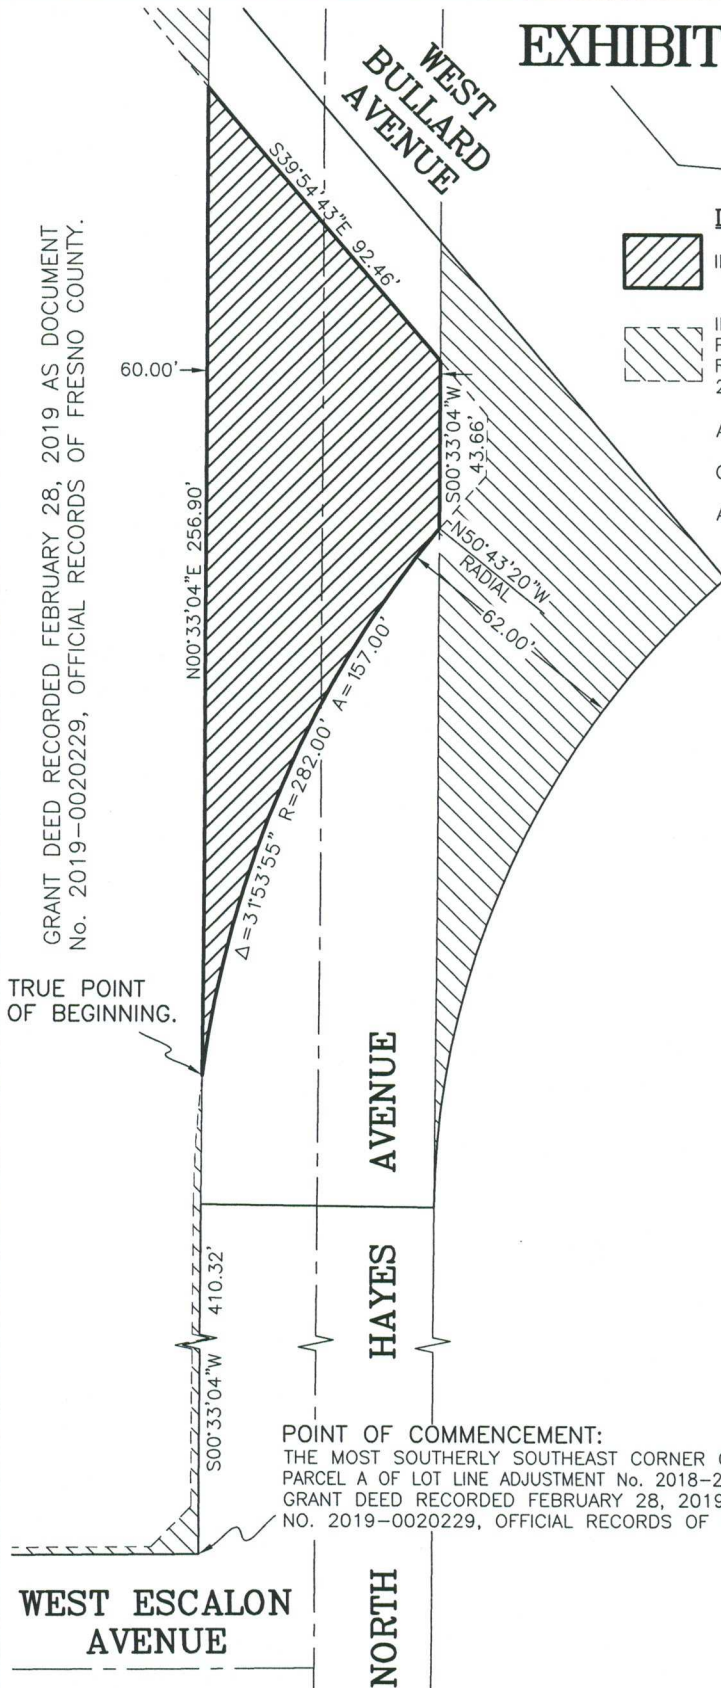 EXHIBIT
WEST
BULLARD
AVENUE
S39°54'43"E 92.46'
GRANT DEED RECORDED FEBRUARY 28, 2019 AS DOCUMENT
No. 2019-0020229, OFFICIAL RECORDS OF FRESNO COUNTY.
60.00'
N00°33'04"E 256.90'
S00°33'04"W
43.66'
N50°43'20"W
RADIAL
62.00'
Δ=31°53'55" R=282.00' A=157.00'
TRUE POINT
OF BEGINNING.
NORTH HAYES AVENUE
S00°33'04"W 410.32'
POINT OF COMMENCEMENT:
THE MOST SOUTHERLY SOUTHEAST CORNER
PARCEL A OF LOT LINE ADJUSTMENT No. 2018-2
GRANT DEED RECORDED FEBRUARY 28, 2019
NO. 2019-0020229, OFFICIAL RECORDS OF
WEST ESCALON
AVENUE